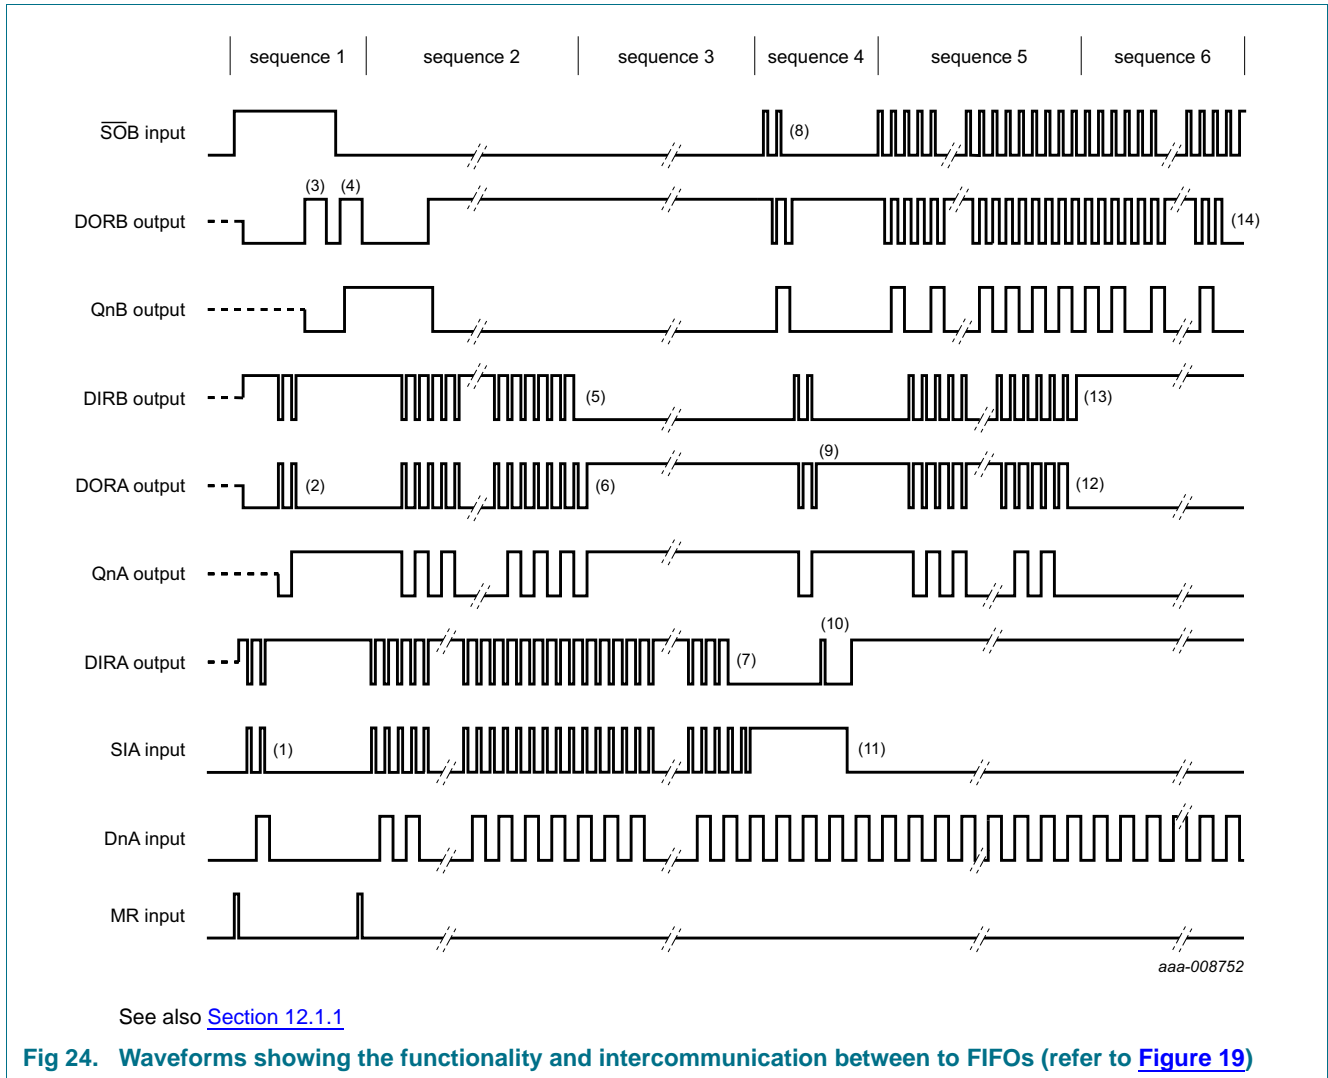 sequence 1 sequence 2 sequence 3 sequence 4 sequence 5 sequence 6
S̅O̅B input
(8)
(3) (4)
DORB output
(14)
QnB output
DIRB output
(5)
(13)
(9)
DORA output
(2)
(6)
(12)
QnA output
(10)
DIRA output
(7)
SIA input
(1)
(11)
DnA input
MR input
aaa-008752
See also Section 12.1.1
Fig 24. Waveforms showing the functionality and intercommunication between to FIFOs (refer to Figure 19)